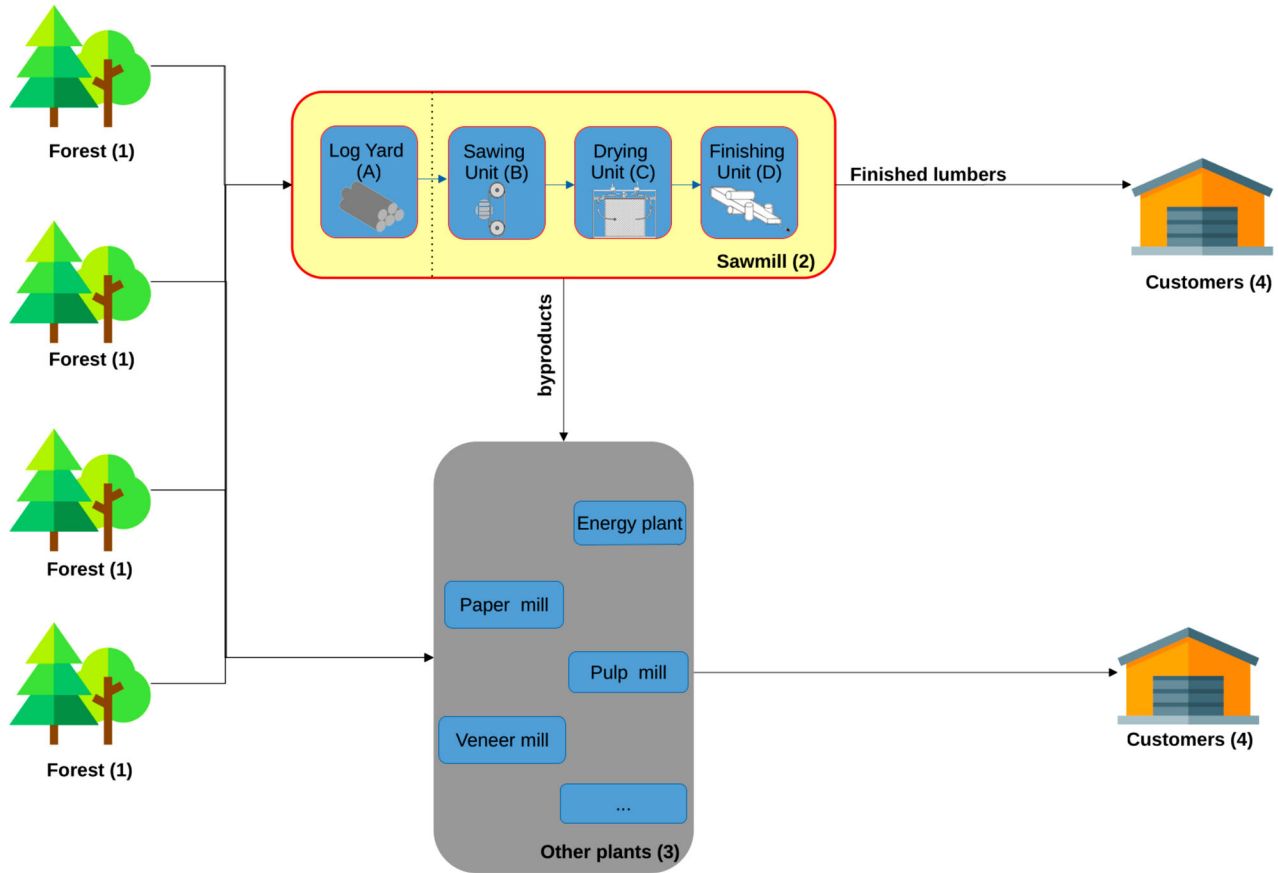 Forest (1)
Log Yard
(A)
Sawing
Unit (B)
Drying
Unit (C)
Finishing
Unit (D)
Sawmill (2)
Finished lumbers
Customers (4)
Forest (1)
byproducts
Forest (1)
Energy plant
Paper mill
Pulp mill
Veneer mill
...
Other plants (3)
Customers (4)
Forest (1)